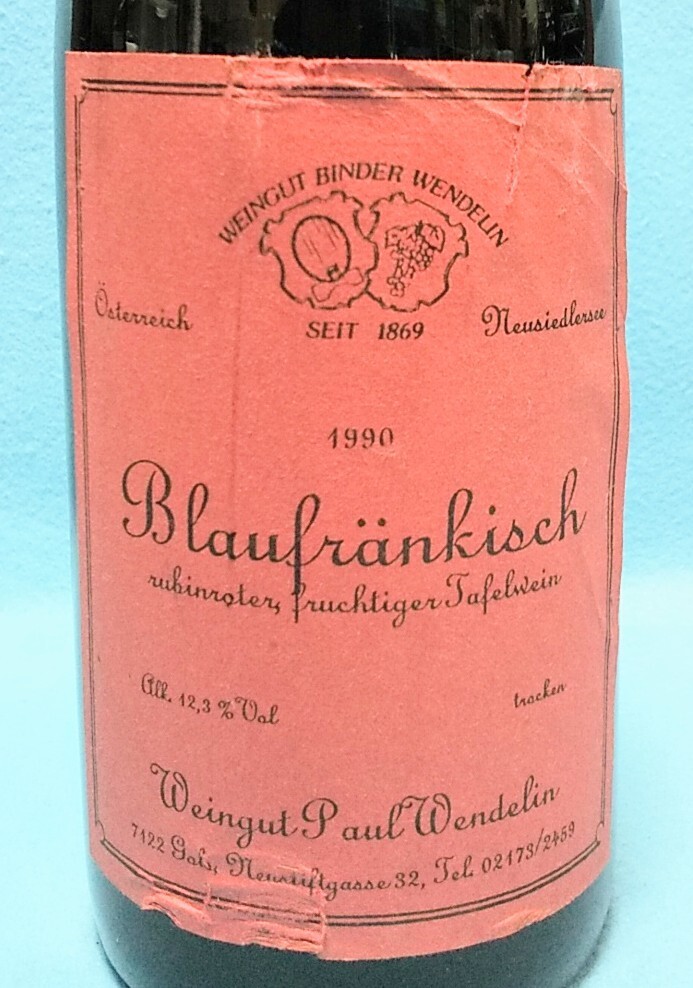 WEINGUT BINDER WENDELIN
Österreich
SEIT 1869
Neusiedlersee
1990
Blaufränkisch
rubinroter, fruchtiger Tafelwein
Alk. 12,3 % Vol
trocken
Weingut Paul Wendelin
7122 Gols, Neustiftgasse 32, Tel. 02173/2459